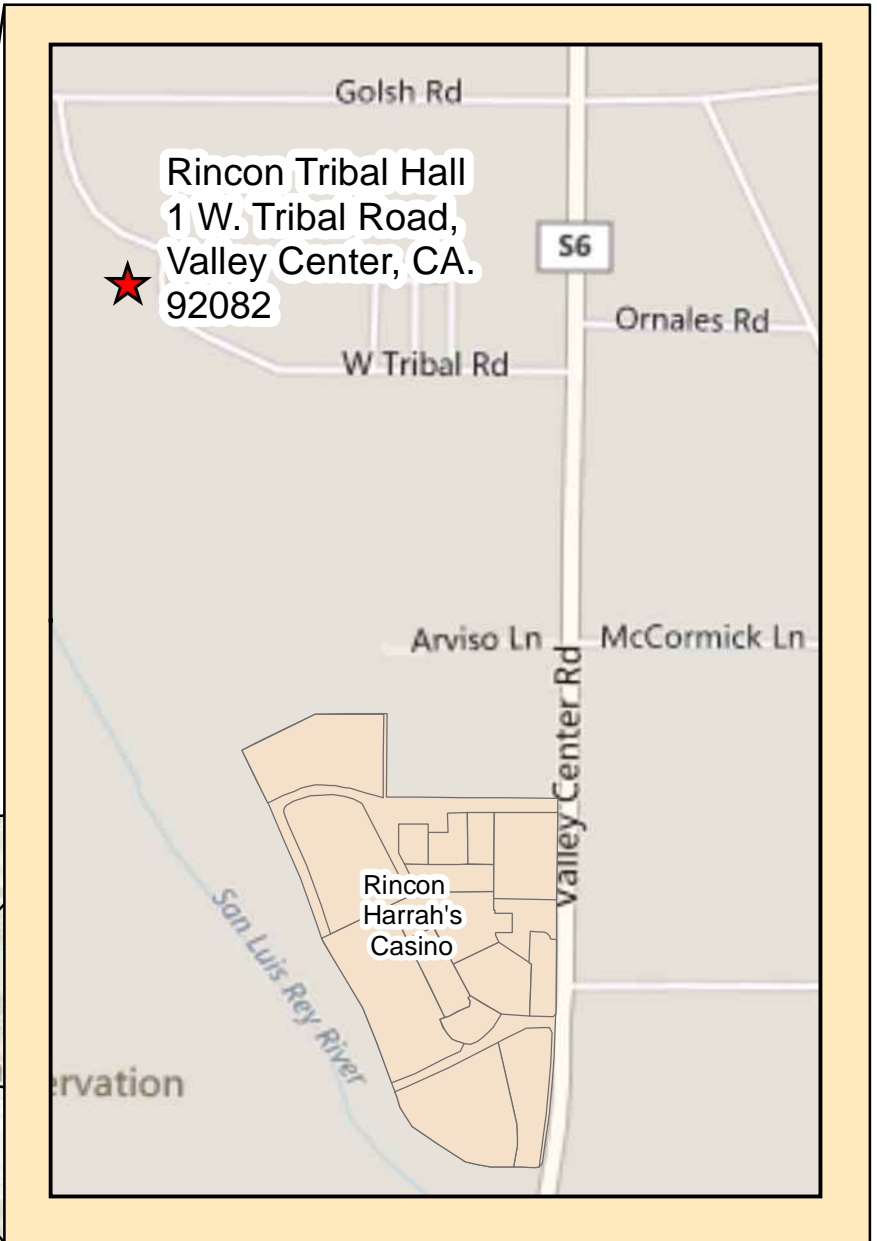 Golsh Rd
Rincon Tribal Hall
1 W. Tribal Road,
Valley Center, CA.
92082
S6
Ornales Rd
W Tribal Rd
Arviso Ln
McCormick Ln
Valley Center Rd
Rincon
Harrah's
Casino
San Luis Rey River
ervation